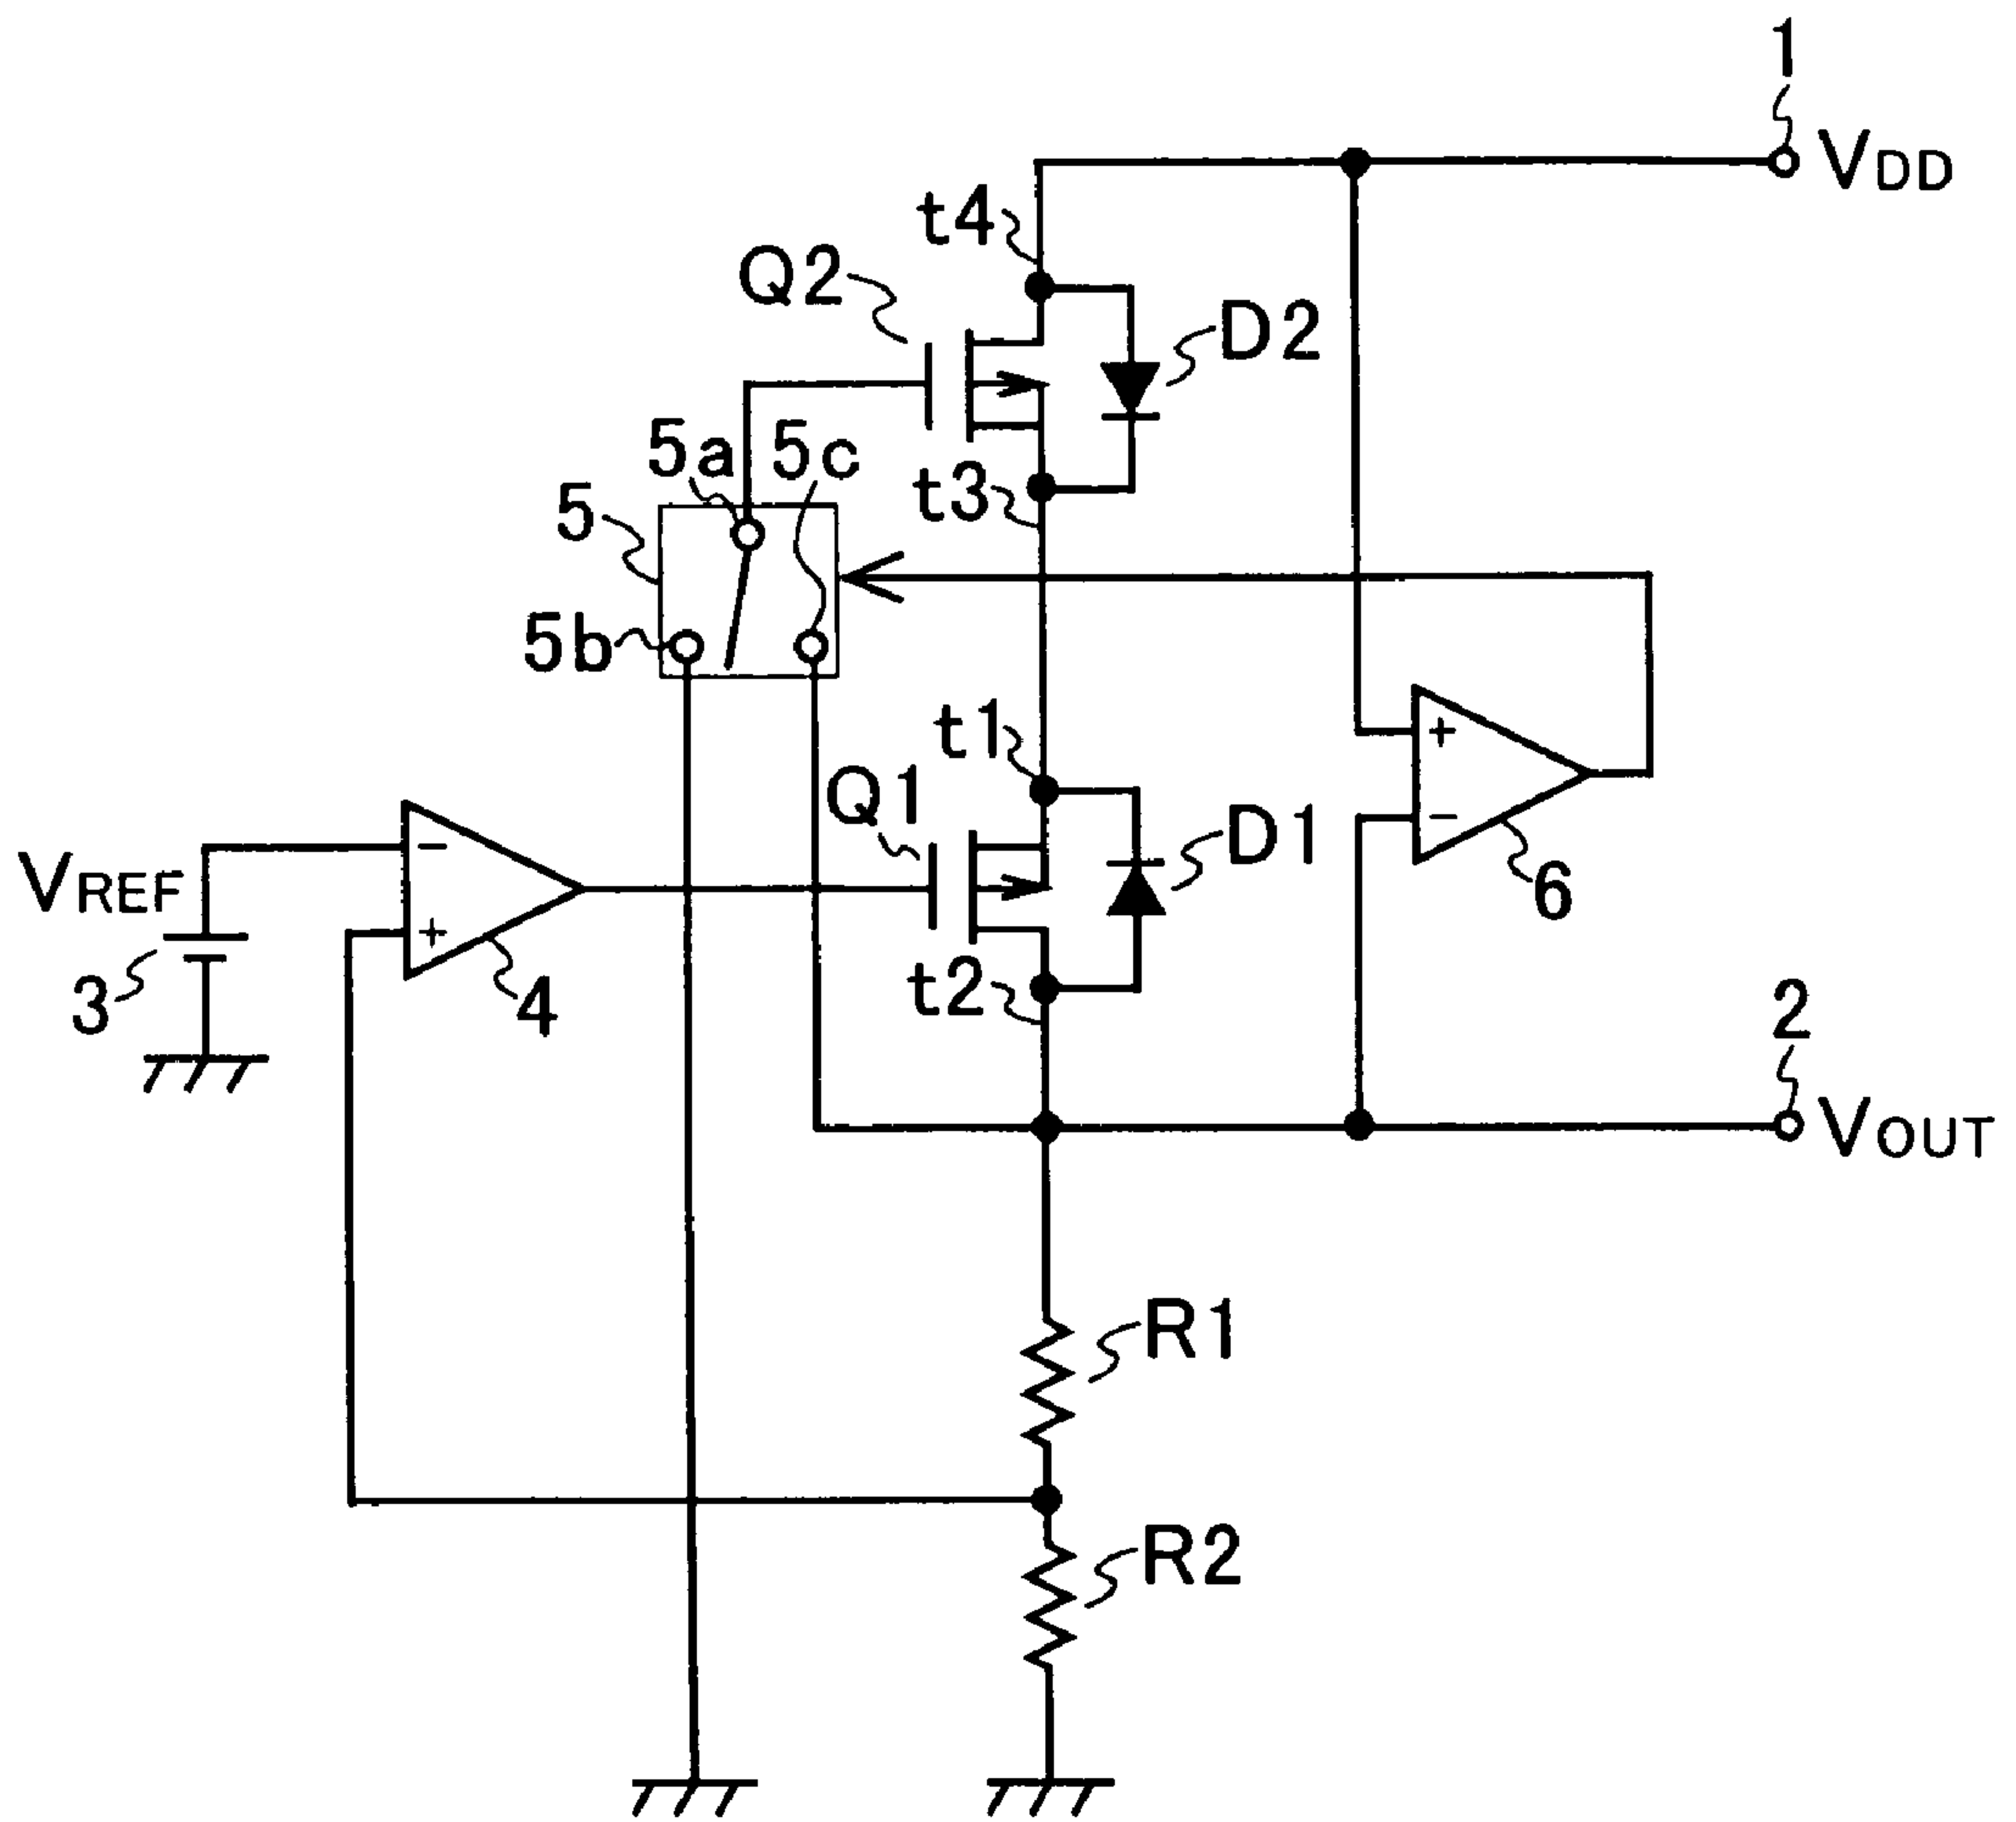 1
VDD
t4
Q2
D2
5a
5c
t3
5
5b
t1
Q1
D1
+
−
6
VREF
−
+
3
4
t2
2
VOUT
R1
R2